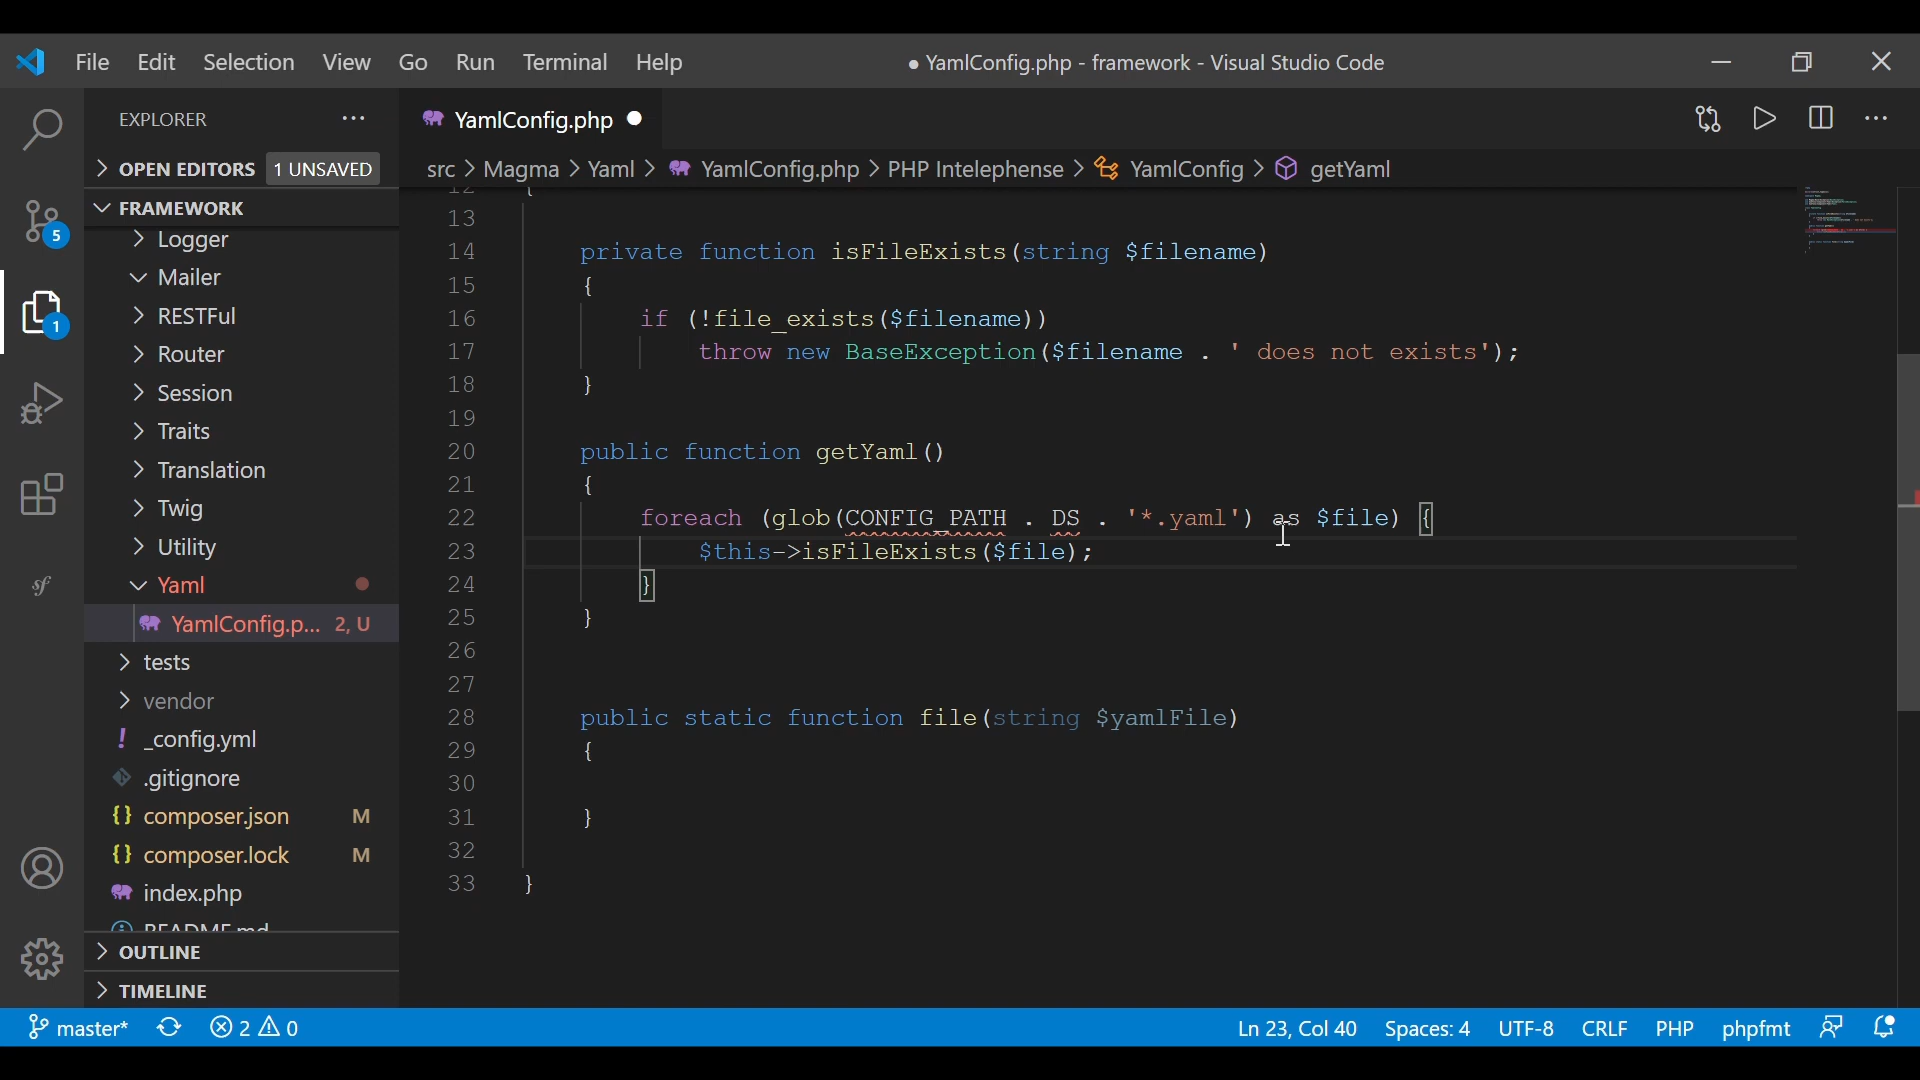 File Edit Selection View Go Run Terminal Help
● YamlConfig.php - framework - Visual Studio Code
EXPLORER ···
YamlConfig.php ●
OPEN EDITORS 1 UNSAVED
src > Magma > Yaml > YamlConfig.php > PHP Intelephense > YamlConfig > getYaml
FRAMEWORK
Logger
Mailer
RESTFul
Router
Session
Traits
Translation
Twig
Utility
Yaml
YamlConfig.p... 2, U
tests
vendor
! _config.yml
.gitignore
{} composer.json M
{} composer.lock M
index.php
README.md
OUTLINE
TIMELINE
5
1
sf
12 {
13
14 private function isFileExists(string $filename)
15 {
16 if (!file_exists($filename))
17 throw new BaseException($filename . ' does not exists');
18 }
19
20 public function getYaml()
21 {
22 foreach (glob(CONFIG_PATH . DS . '*.yaml') as $file) {
23 $this->isFileExists($file);
24 }
25 }
26
27
28 public static function file(string $yamlFile)
29 {
30
31 }
32
33 }
master* 2 0 Ln 23, Col 40 Spaces: 4 UTF-8 CRLF PHP phpfmt